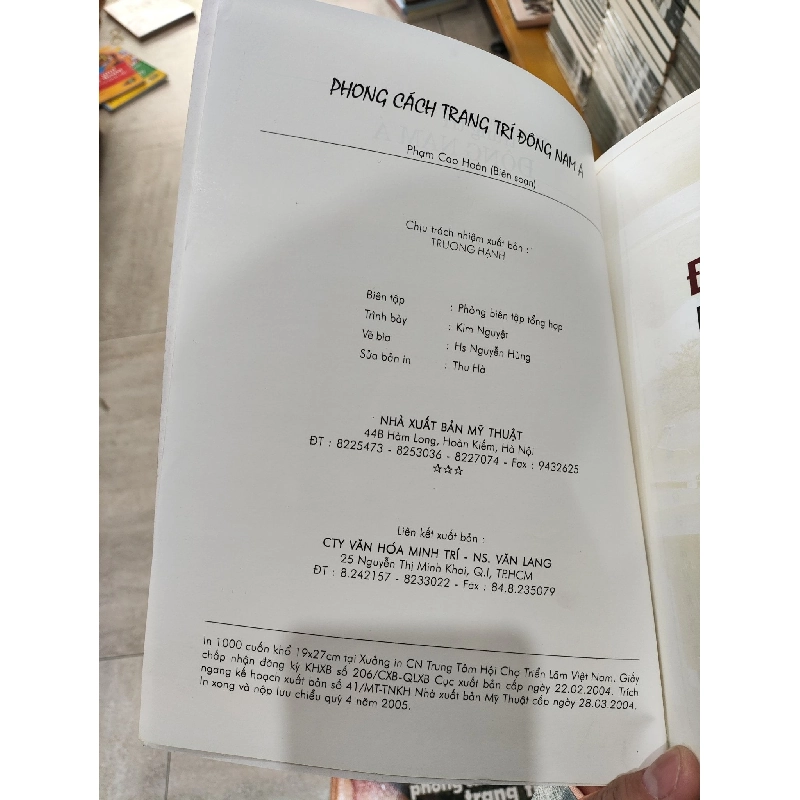 PHONG CÁCH TRANG TRÍ ĐÔNG NAM Á
Phạm Cao Hoàn (Biên soạn)
Chịu trách nhiệm xuất bản :
TRƯƠNG HẠNH
Biên tập : Phòng biên tập tổng hợp
Trình bày : Kim Nguyệt
Vẽ bìa : Hs Nguyễn Hùng
Sửa bản in : Thu Hà
NHÀ XUẤT BẢN MỸ THUẬT
44B Hàm Long, Hoàn Kiếm, Hà Nội
ĐT : 8225473 - 8253036 - 8227074 - Fax : 9432625
☆☆☆
Liên kết xuất bản :
CTY VĂN HÓA MINH TRÍ - NS. VĂN LANG
25 Nguyễn Thị Minh Khai, Q.I, TP.HCM
ĐT : 8.242157 - 8233022 - Fax : 84.8.235079
In 1000 cuốn khổ 19x27cm tại Xưởng in CN Trung Tâm Hội Chợ Triển Lãm Việt Nam. Giấy
chấp nhận đăng ký KHXB số 206/CXB-QLXB Cục xuất bản cấp ngày 22.02.2004. Trích
ngang kế hoạch xuất bản số 41/MT-TNKH Nhà xuất bản Mỹ Thuật cấp ngày 28.03.2004.
In xong và nộp lưu chiểu quý 4 năm 2005.
phong
trang tr